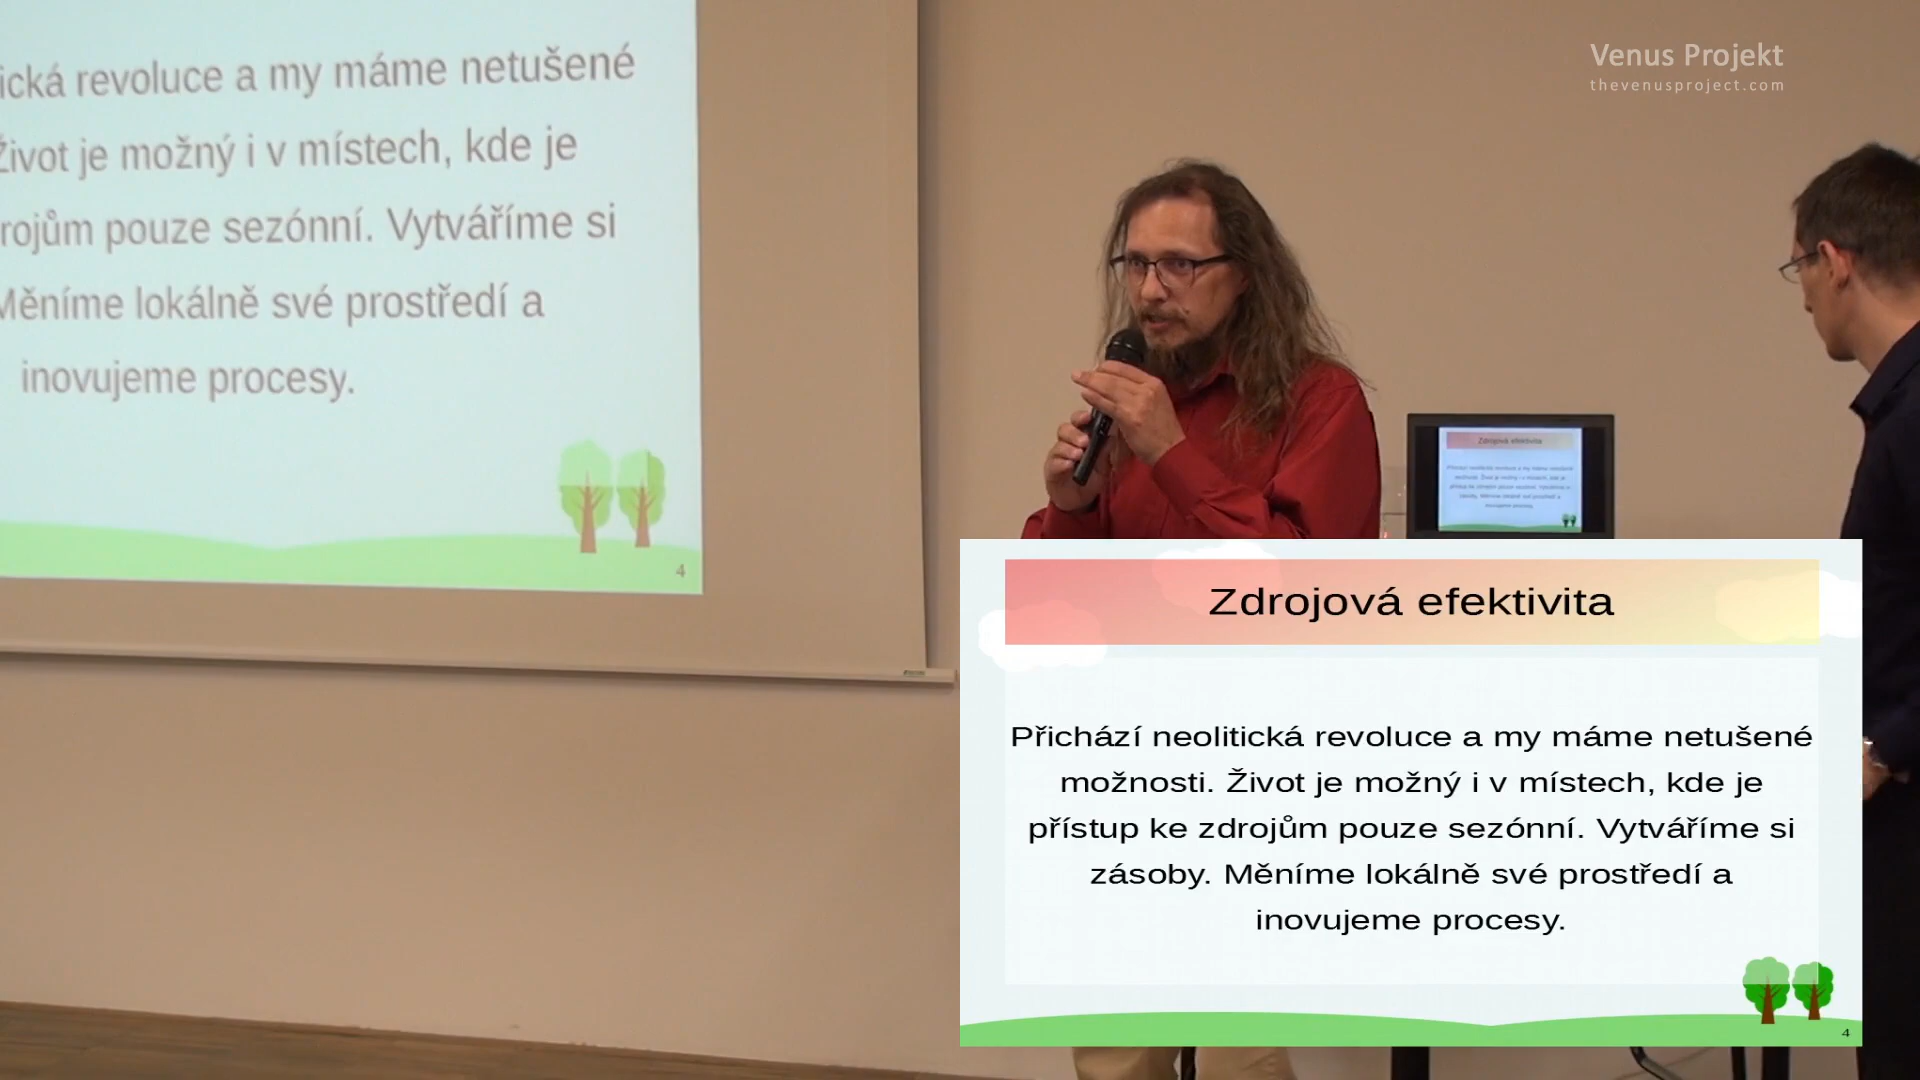 ická revoluce a my máme netušené
Život je možný i v místech, kde je
rojům pouze sezónní. Vytváříme si
Měníme lokálně své prostředí a
inovujeme procesy.
4
Venus Projekt
thevenusproject.com
Zdrojová efektivita
Zdrojová efektivita
Přichází neolitická revoluce a my máme netušené
možnosti. Život je možný i v místech, kde je
přístup ke zdrojům pouze sezónní. Vytváříme si
zásoby. Měníme lokálně své prostředí a
inovujeme procesy.
4